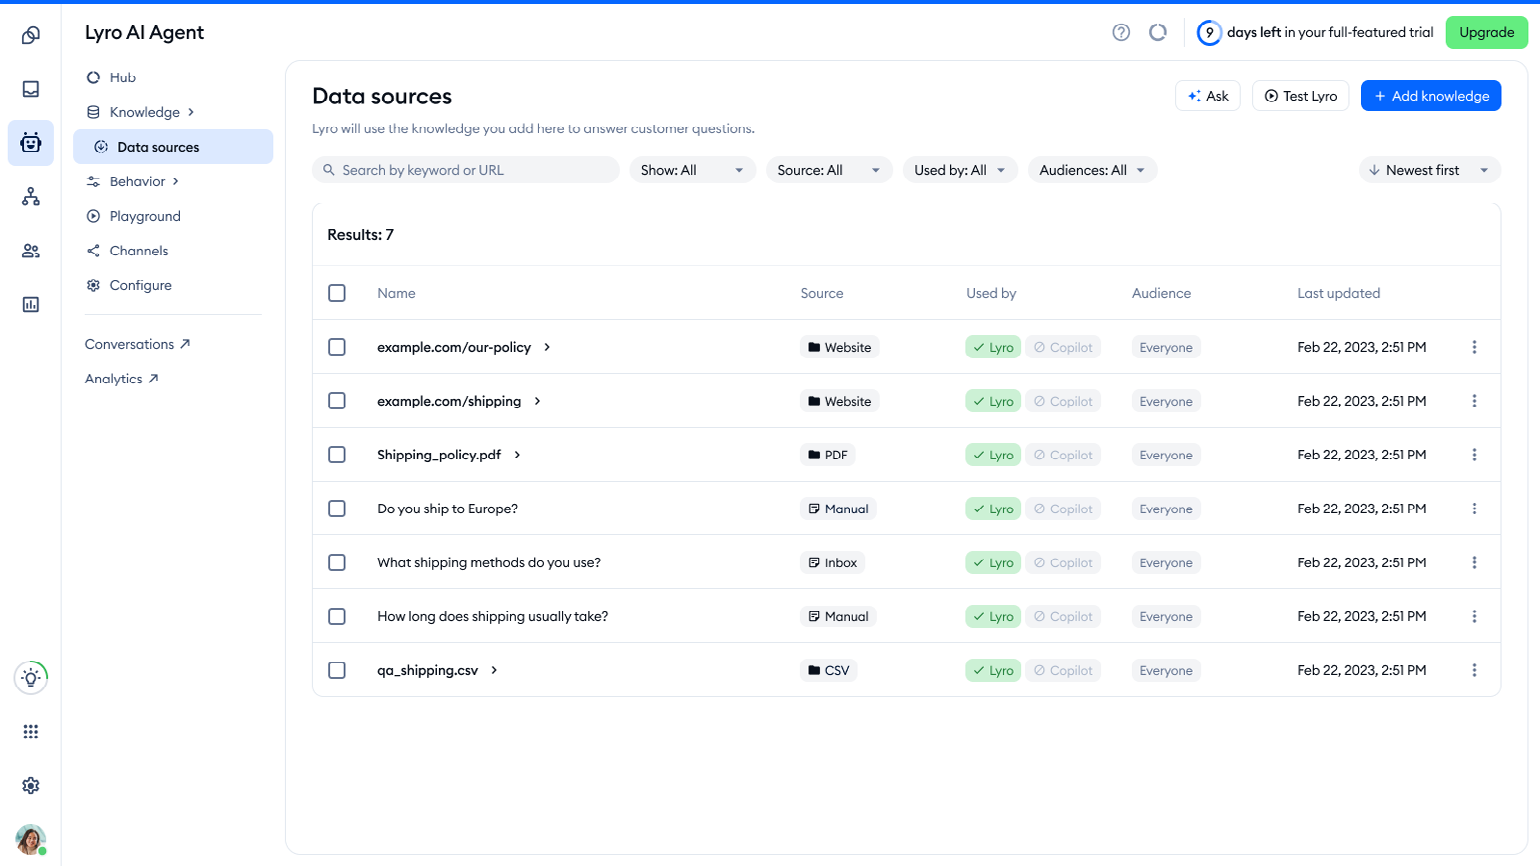 Lyro AI Agent
9 days left in your full-featured trial
Upgrade
Hub
Knowledge
Data sources
Behavior
Playground
Channels
Configure
Conversations
Analytics
Data sources
Ask
Test Lyro
+ Add knowledge
Lyro will use the knowledge you add here to answer customer questions.
Search by keyword or URL
Show: All
Source: All
Used by: All
Audiences: All
Newest first
Results: 7
Name Source Used by Audience Last updated
example.com/our-policy Website Lyro Copilot Everyone Feb 22, 2023, 2:51 PM
example.com/shipping Website Lyro Copilot Everyone Feb 22, 2023, 2:51 PM
Shipping_policy.pdf PDF Lyro Copilot Everyone Feb 22, 2023, 2:51 PM
Do you ship to Europe? Manual Lyro Copilot Everyone Feb 22, 2023, 2:51 PM
What shipping methods do you use? Inbox Lyro Copilot Everyone Feb 22, 2023, 2:51 PM
How long does shipping usually take? Manual Lyro Copilot Everyone Feb 22, 2023, 2:51 PM
qa_shipping.csv CSV Lyro Copilot Everyone Feb 22, 2023, 2:51 PM